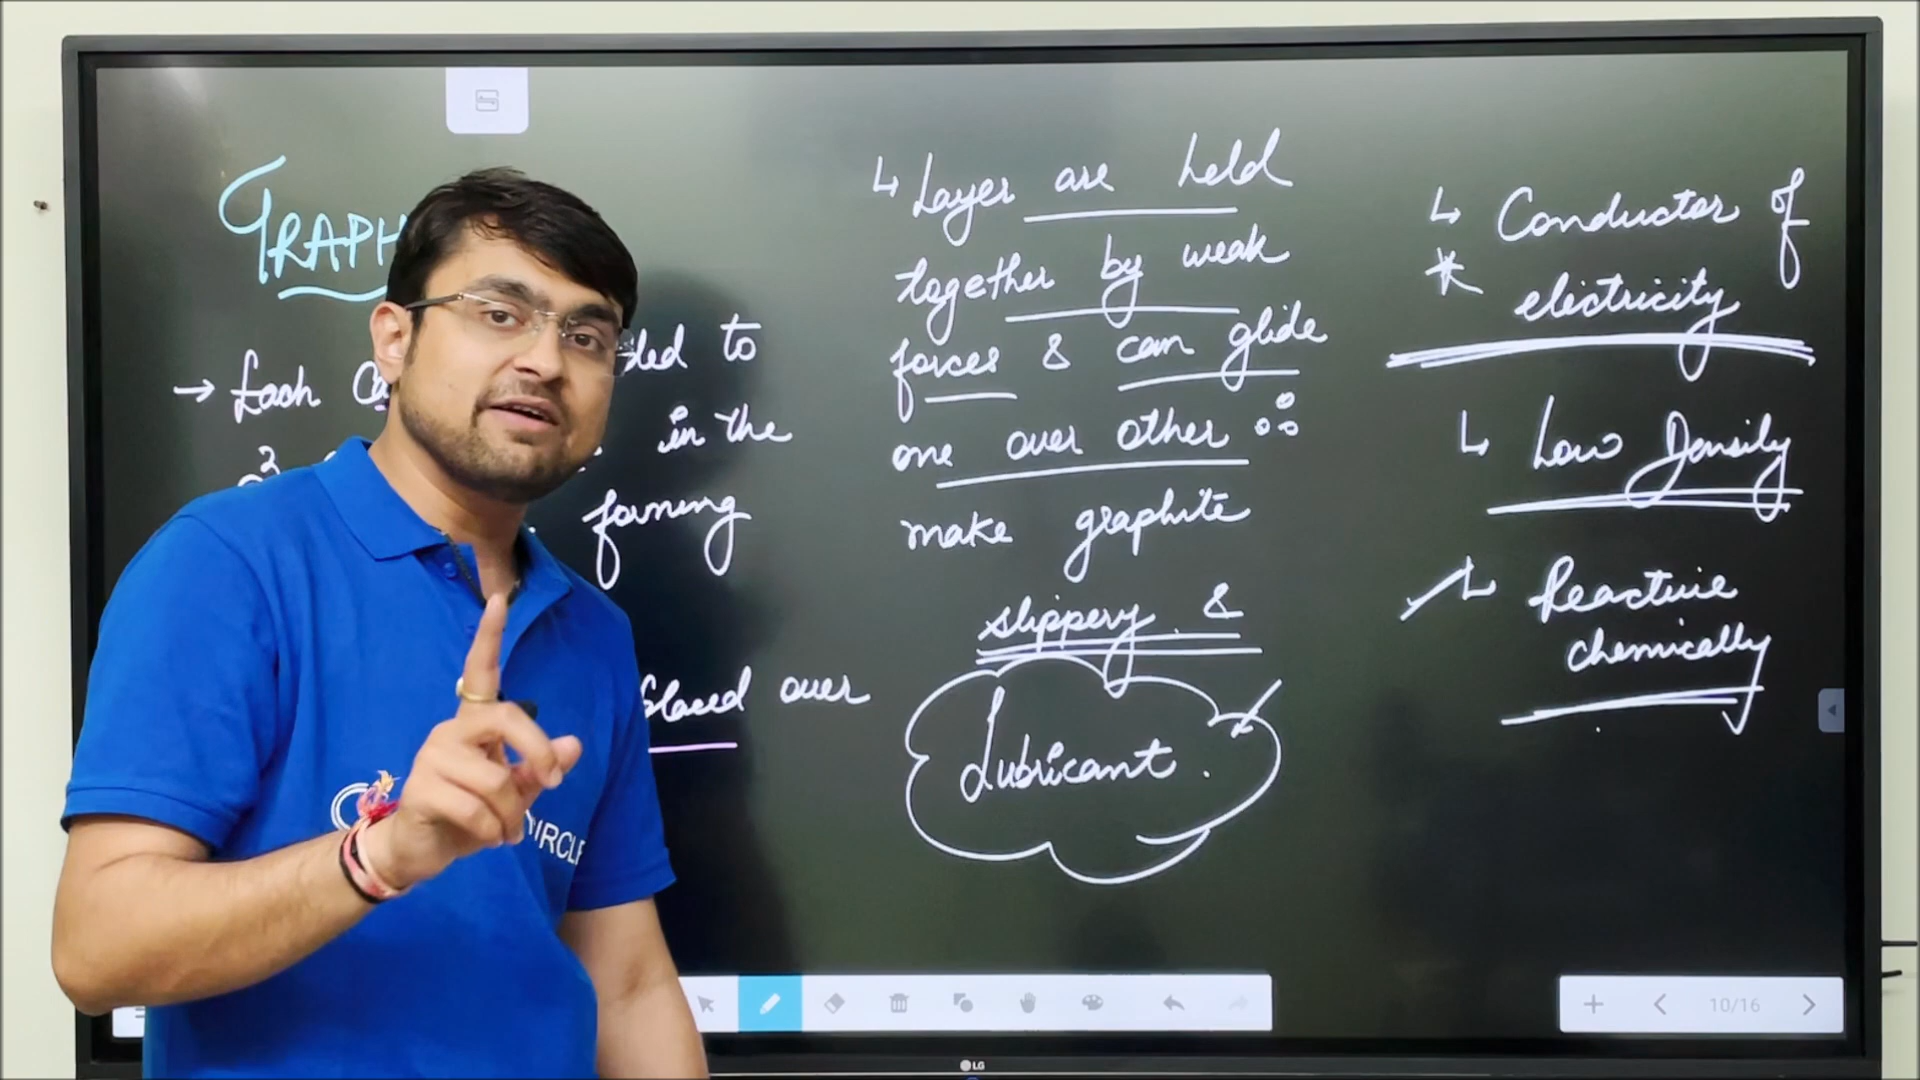 GRAPH
→ Each Ca ded to
in the
forming
placed over
↳ Layer are held
together by weak
forces & can glide
one over other ∴
make graphite
slippery &
Lubricant.
↳ Conductor of
* electricity
↳ Low Density
↳ Reactive
chemically
CIRCLE
10/16
LG